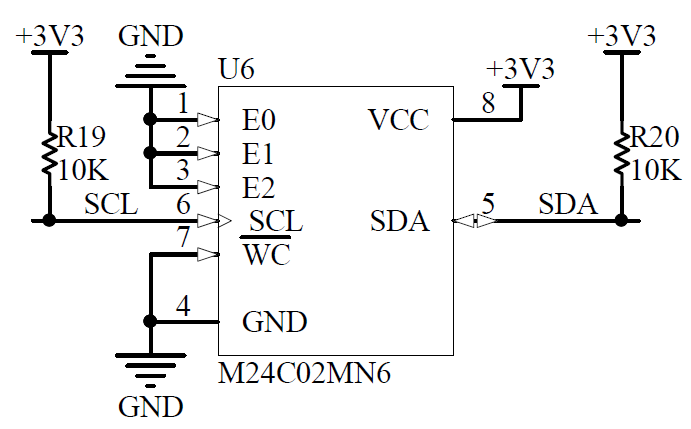 +3V3
GND
+3V3
U6
+3V3
1
E0
VCC
8
R19
10K
2
E1
R20
10K
3
E2
SCL
6
SCL
SDA
5
SDA
7
WC
4
GND
M24C02MN6
GND